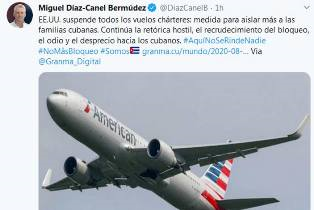 Miguel Díaz-Canel Bermúdez @DiazCanelB · 1h
EE.UU. suspende todos los vuelos chárteres: medida para aislar más a las
familias cubanas. Continúa la retórica hostil, el recrudecimiento del bloqueo,
el odio y el desprecio hacia los cubanos. #AquíNoSeRindeNadie
#NoMásBloqueo #Somos granma.cu/mundo/2020-08-... Via
@Granma_Digital
American